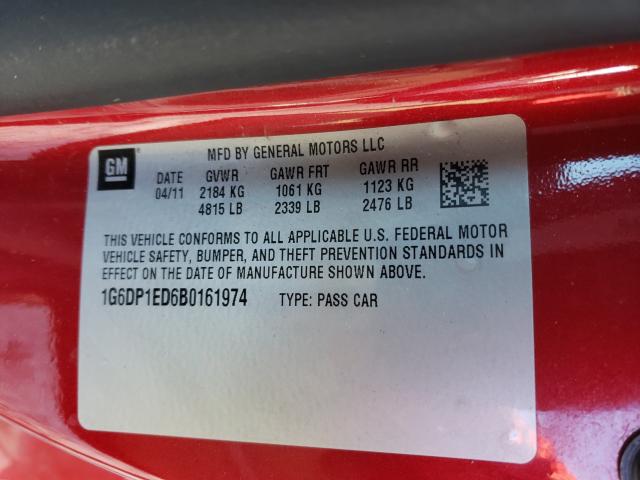 GM
MFD BY GENERAL MOTORS LLC
DATE GVWR GAWR FRT GAWR RR
04/11 2184 KG 1061 KG 1123 KG
4815 LB 2339 LB 2476 LB
THIS VEHICLE CONFORMS TO ALL APPLICABLE U.S. FEDERAL MOTOR
VEHICLE SAFETY, BUMPER, AND THEFT PREVENTION STANDARDS IN
EFFECT ON THE DATE OF MANUFACTURE SHOWN ABOVE.
1G6DP1ED6B0161974 TYPE: PASS CAR